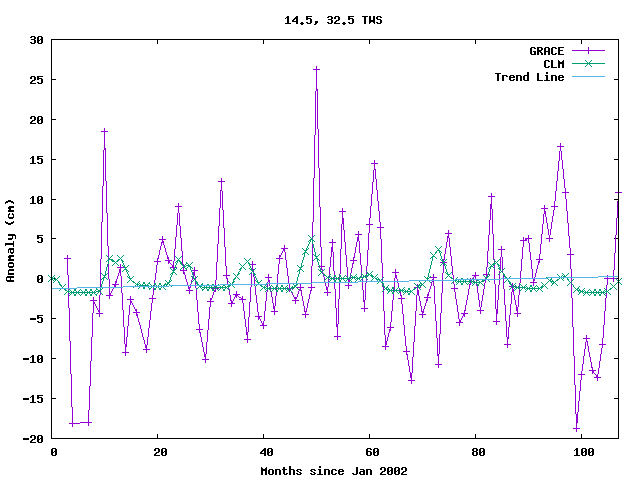 14.5, 32.5 TWS
30
25
20
15
10
5
0
-5
-10
-15
-20
Anomaly (cm)
GRACE
CLM
Trend Line
0 20 40 60 80 100
Months since Jan 2002